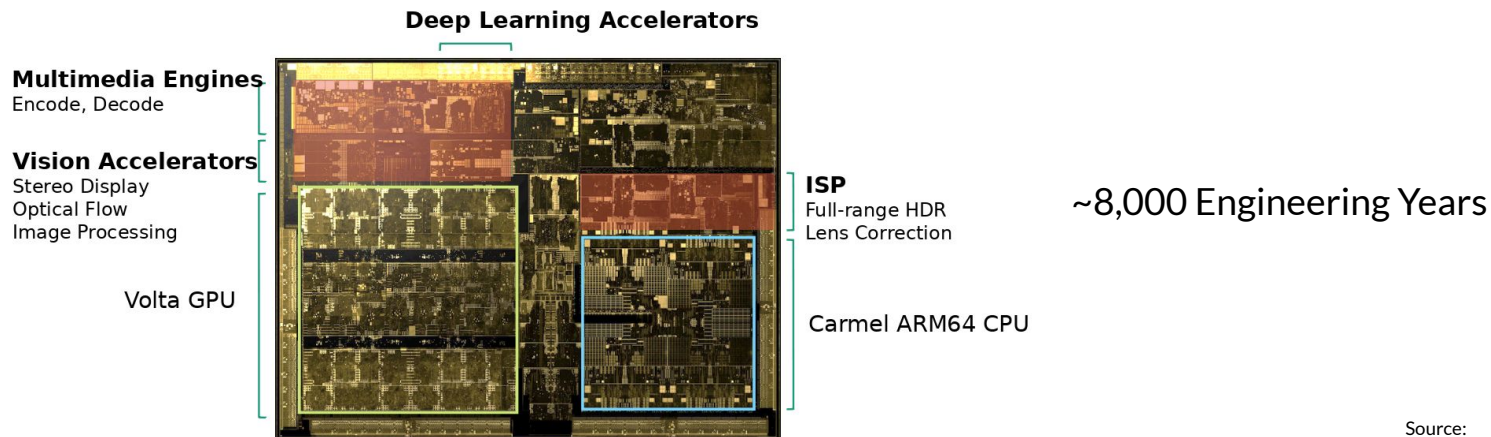 Deep Learning Accelerators
Multimedia Engines
Encode, Decode
Vision Accelerators
Stereo Display
Optical Flow
Image Processing
Volta GPU
ISP
Full-range HDR
Lens Correction
Carmel ARM64 CPU
~8,000 Engineering Years
Source: